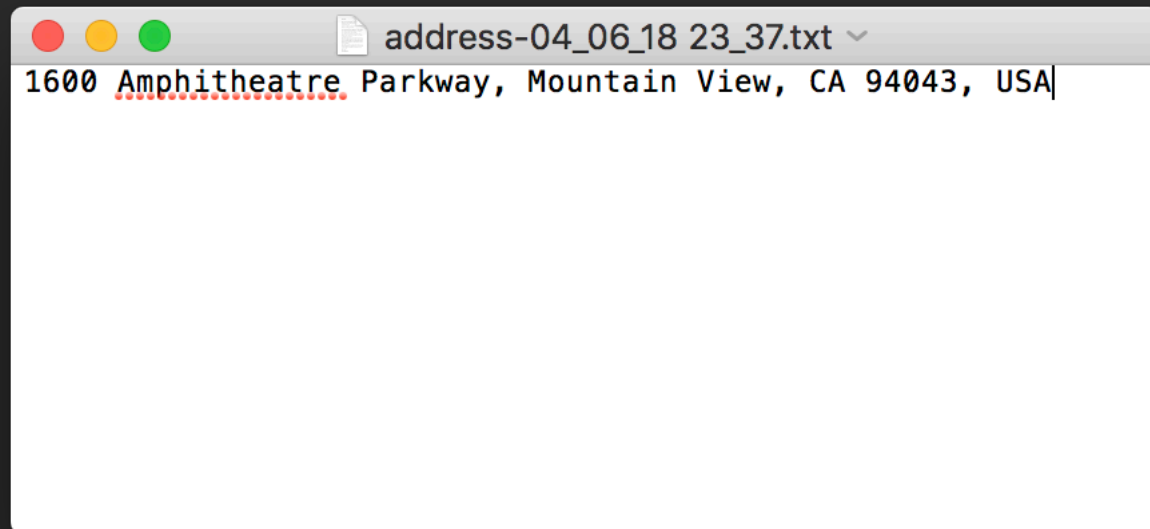 address-04_06_18 23_37.txt
1600 Amphitheatre Parkway, Mountain View, CA 94043, USA